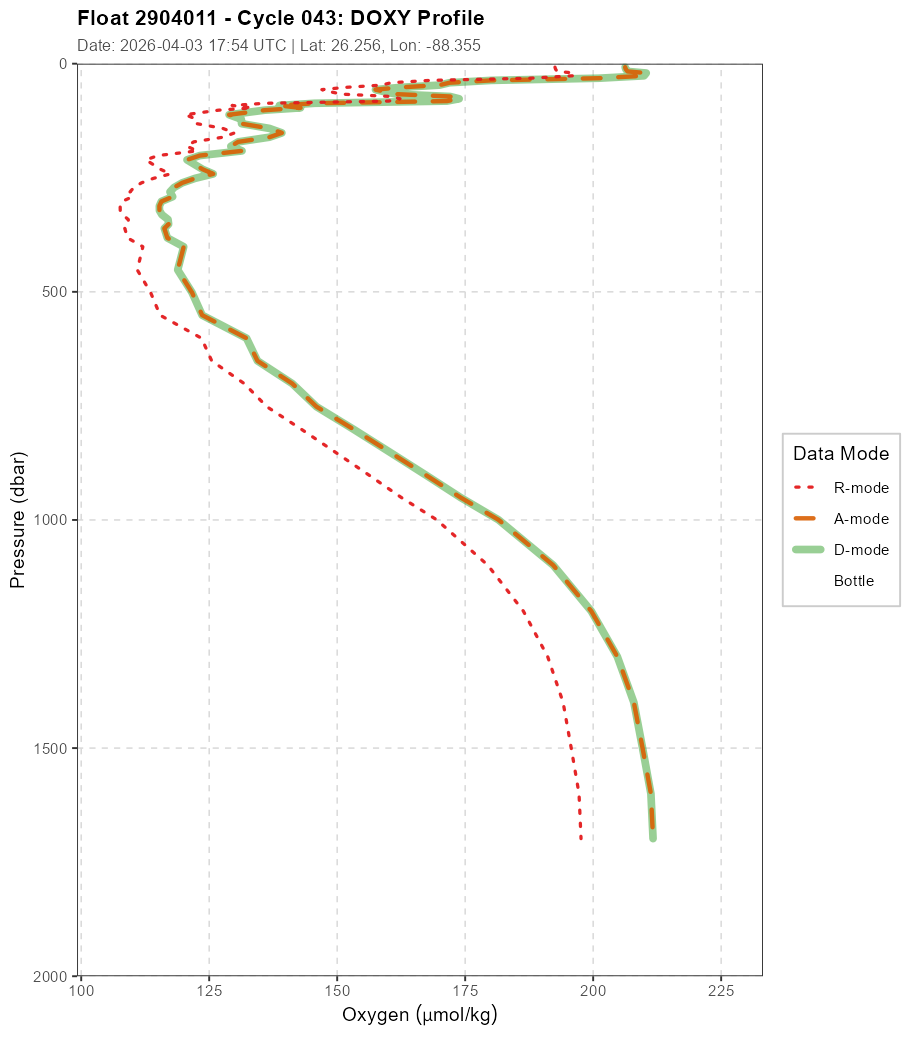 Float 2904011 - Cycle 043: DOXY Profile
Date: 2026-04-03 17:54 UTC | Lat: 26.256, Lon: -88.355
0
500
1000
1500
2000
Pressure (dbar)
100
125
150
175
200
225
Oxygen (µmol/kg)
Data Mode
R-mode
A-mode
D-mode
Bottle